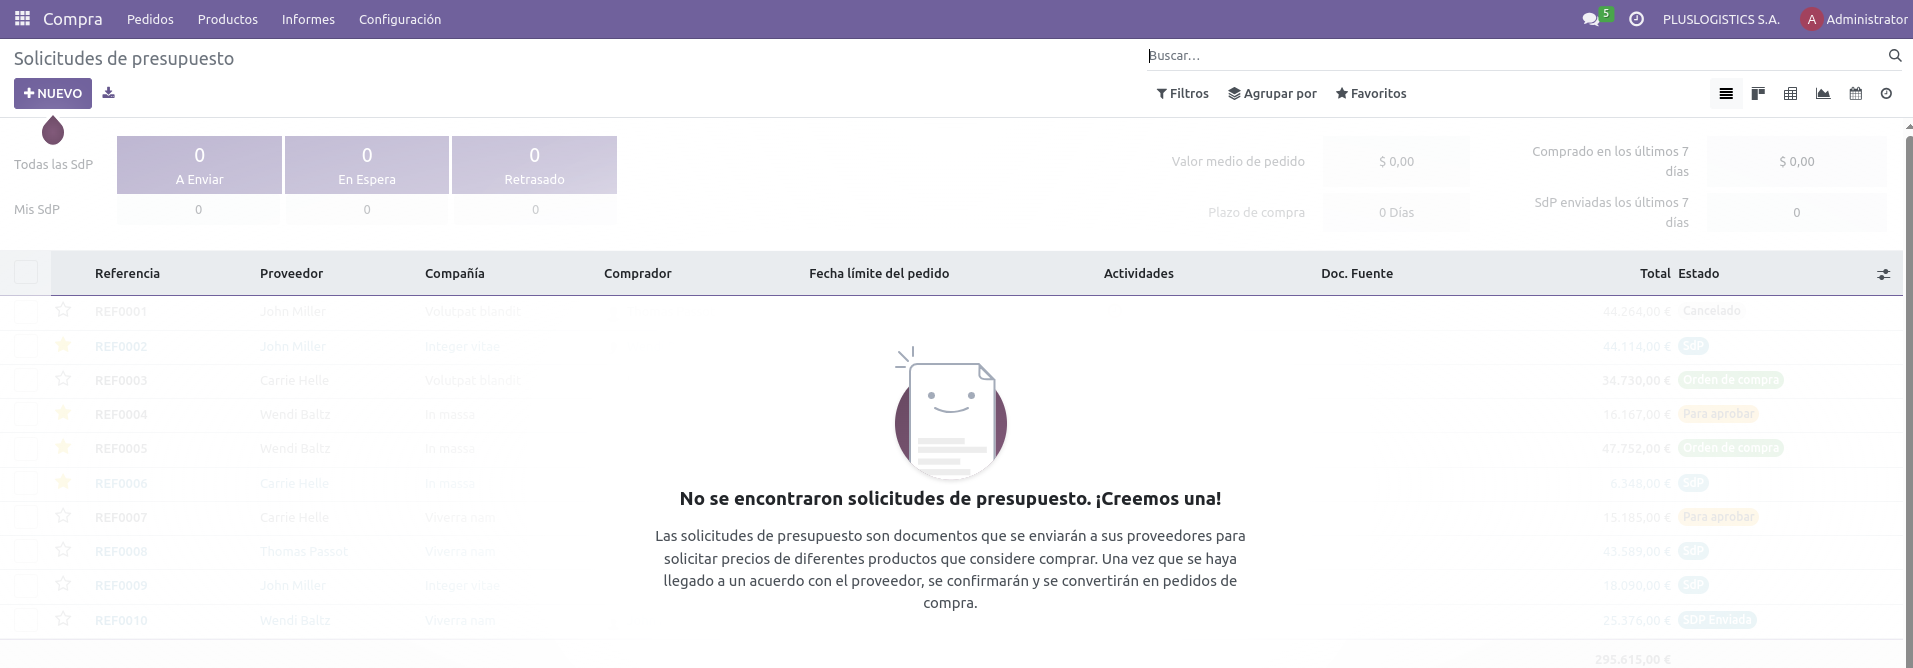 Compra Pedidos Productos Informes Configuración 5 PLUSLOGISTICS S.A. A Administrator
Solicitudes de presupuesto
Buscar...
NUEVO
Filtros Agrupar por Favoritos
Todas las SdP
0 A Enviar
0 En Espera
0 Retrasado
Mis SdP 0 0 0
Valor medio de pedido $ 0,00
Comprado en los últimos 7 días $ 0,00
Plazo de compra 0 Días
SdP enviadas los últimos 7 días 0
Referencia Proveedor Compañía Comprador Fecha límite del pedido Actividades Doc. Fuente Total Estado
REF0001 John Miller Volutpat blandit 44.264,00 € Cancelado
REF0002 John Miller Integer vitae 44.114,00 € SdP
REF0003 Carrie Helle Volutpat blandit 34.730,00 € Orden de compra
REF0004 Wendi Baltz In massa 16.167,00 € Para aprobar
REF0005 Wendi Baltz In massa 47.752,00 € Orden de compra
REF0006 Carrie Helle In massa 6.348,00 € SdP
REF0007 Carrie Helle Viverra nam 15.185,00 € Para aprobar
REF0008 Thomas Passot Viverra nam 43.589,00 € SdP
REF0009 John Miller Integer vitae 18.090,00 € SdP
REF0010 Wendi Baltz Viverra nam 25.376,00 € SDP Enviada
295.615,00 €
No se encontraron solicitudes de presupuesto. ¡Creemos una!
Las solicitudes de presupuesto son documentos que se enviarán a sus proveedores para
solicitar precios de diferentes productos que considere comprar. Una vez que se haya
llegado a un acuerdo con el proveedor, se confirmarán y se convertirán en pedidos de
compra.